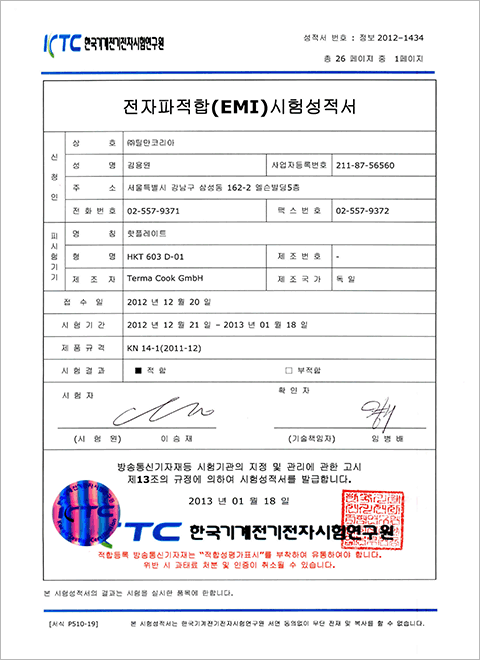 KTC 한국기계전기전자시험연구원
성적서 번호 : 정보 2012-1434
총 26 페이지 중 1페이지
전자파적합(EMI)시험성적서
신청인
상 호 ㈜틸만코리아
성 명 김용원 사업자등록번호 211-87-56560
주 소 서울특별시 강남구 삼성동 162-2 엘슨빌딩5층
전화번호 02-557-9371 팩스번호 02-557-9372
피시험기기
명 칭 핫플레이트
형 명 HKT 603 D-01 제조번호 -
제 조 자 Terma Cook GmbH 제조국가 독일
접 수 일 2012 년 12 월 20 일
시험기간 2012 년 12 월 21 일 – 2013 년 01 월 18 일
제품규격 KN 14-1(2011-12)
시험결과 ■ 적 합 □ 부적합
시 험 자 확 인 자
(시 험 원) 이 승 재 (기술책임자) 임 병 배
방송통신기자재등 시험기관의 지정 및 관리에 관한 고시
제13조의 규정에 의하여 시험성적서를 발급합니다.
2013 년 01 월 18 일
KTC 한국기계전기전자시험연구원
적합등록 방송통신기자재는 "적합성평가표시"를 부착하여 유통하여야 합니다.
위반 시 과태료 처분 및 인증이 취소될 수 있습니다.
본 시험성적서의 결과는 시험을 실시한 품목에 한합니다.
[서식 P510-19] 본 시험성적서는 한국기계전기전자시험연구원 서면 동의없이 무단 전재 및 복사를 할 수 없습니다.